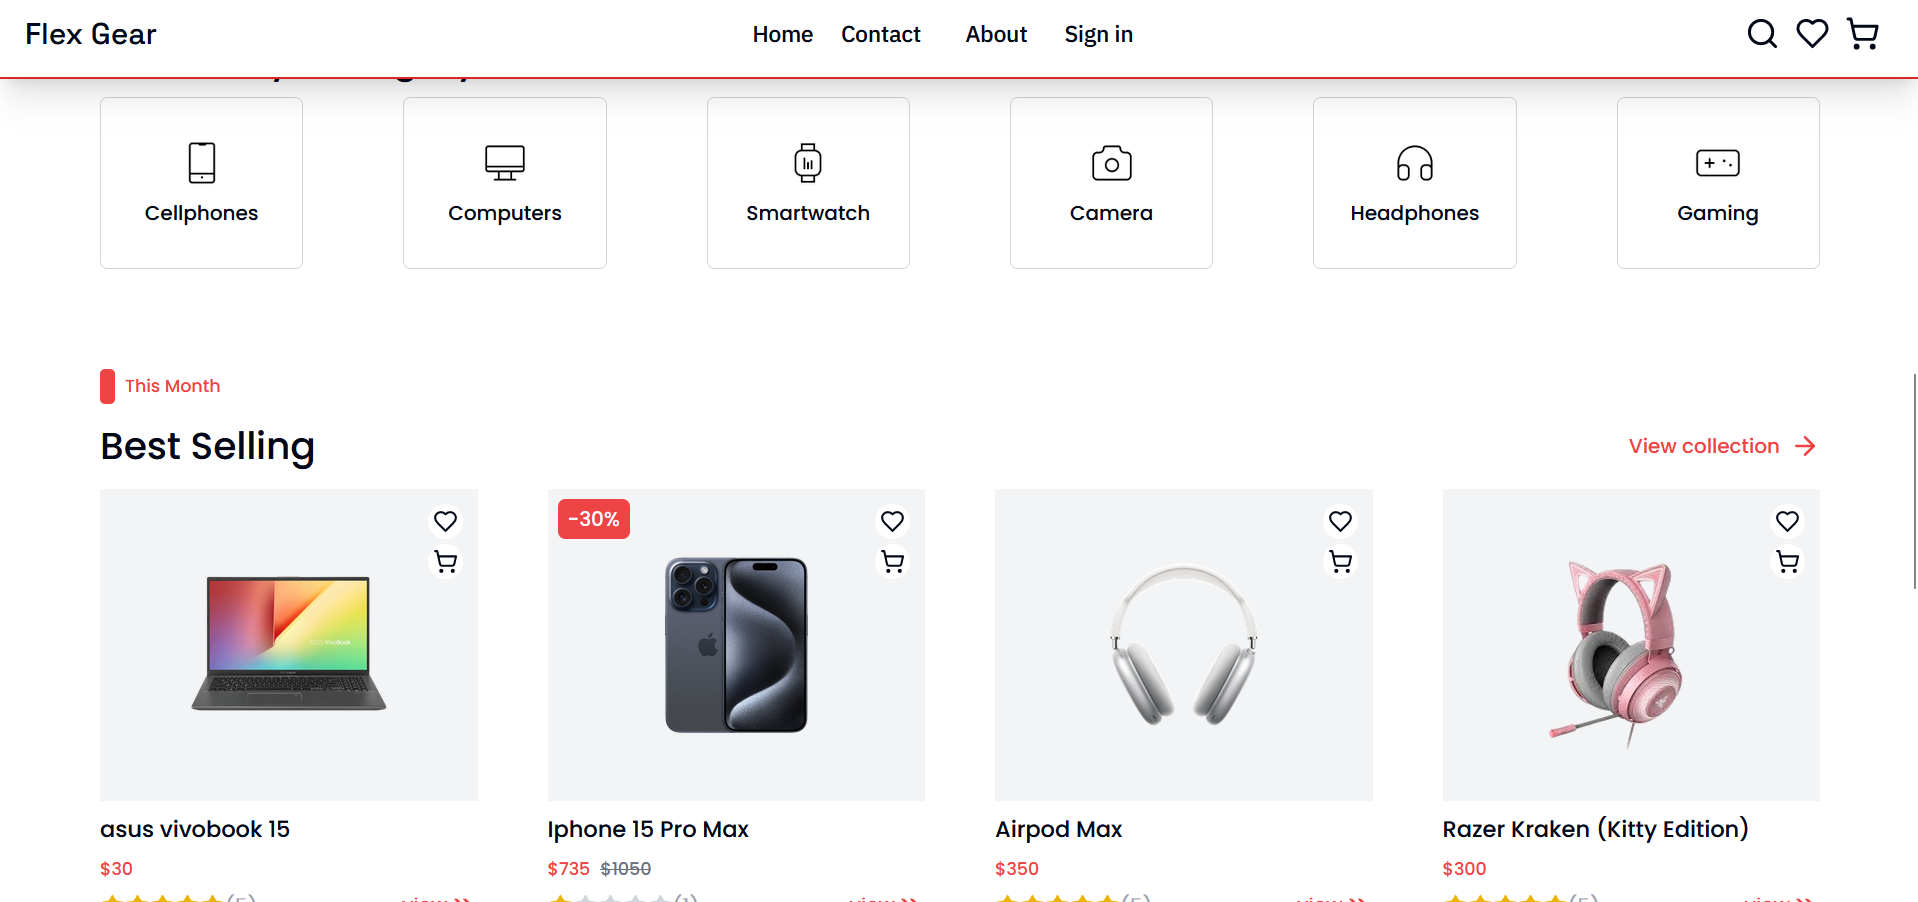 Flex Gear
Home Contact About Sign in
Cellphones Computers Smartwatch Camera Headphones Gaming
This Month
Best Selling
View collection
-30%
ASUS VivoBook
asus vivobook 15
$30
Iphone 15 Pro Max
$735 $1050
Airpod Max
$350
Razer Kraken (Kitty Edition)
$300